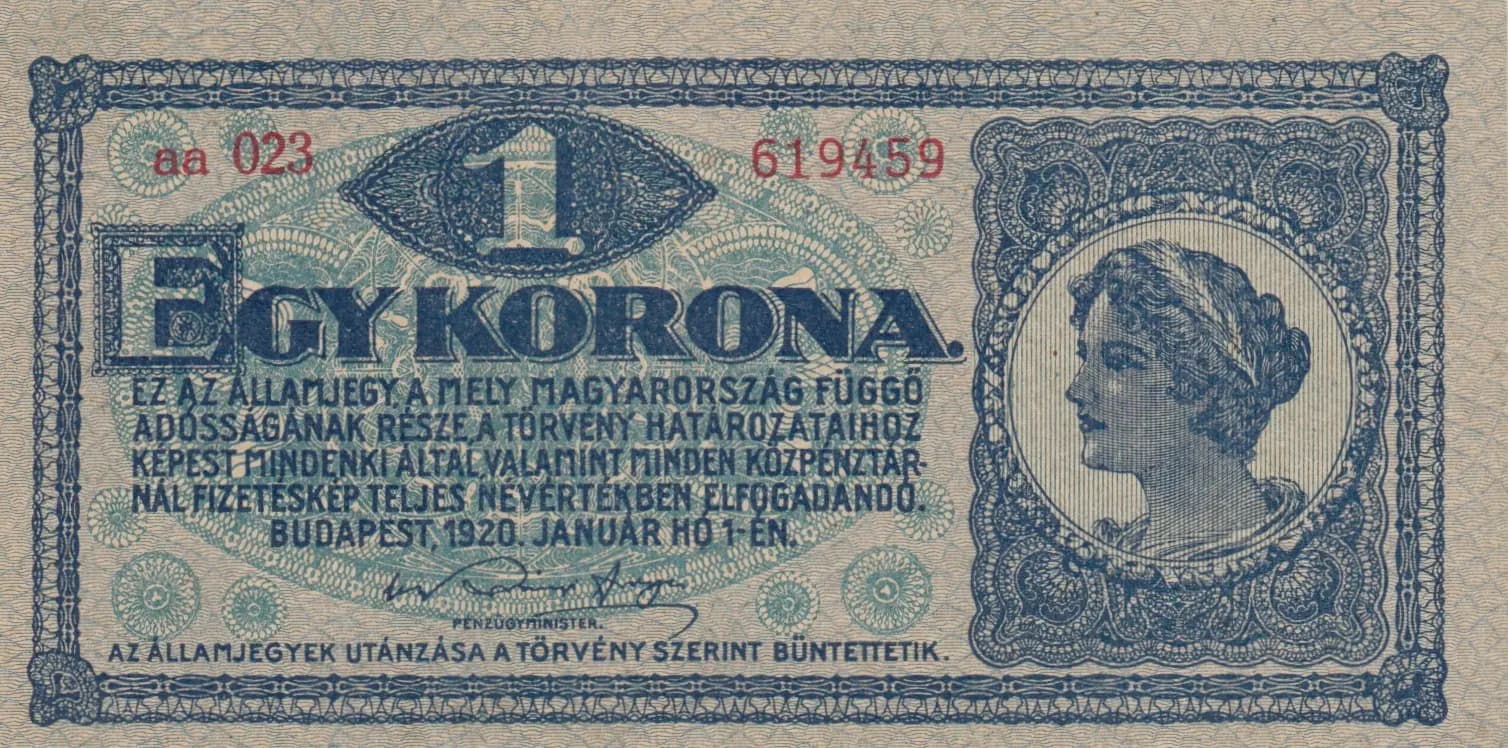 aa 023
1
619459
EGY KORONA.
EZ AZ ÁLLAMJEGY, A MELY MAGYARORSZÁG FÜGGŐ
ADÓSSÁGÁNAK RÉSZE, A TÖRVÉNY HATÁROZATAIHOZ
KÉPEST MINDENKI ÁLTAL, VALAMINT MINDEN KÖZPÉNZTÁR-
NÁL FIZETÉSKÉP TELJES NÉVÉRTÉKBEN ELFOGADANDÓ.
BUDAPEST, 1920. JANUÁR HÓ 1-ÉN.
PÉNZÜGYMINISTER.
AZ ÁLLAMJEGYEK UTÁNZÁSA A TÖRVÉNY SZERINT BÜNTETTETIK.